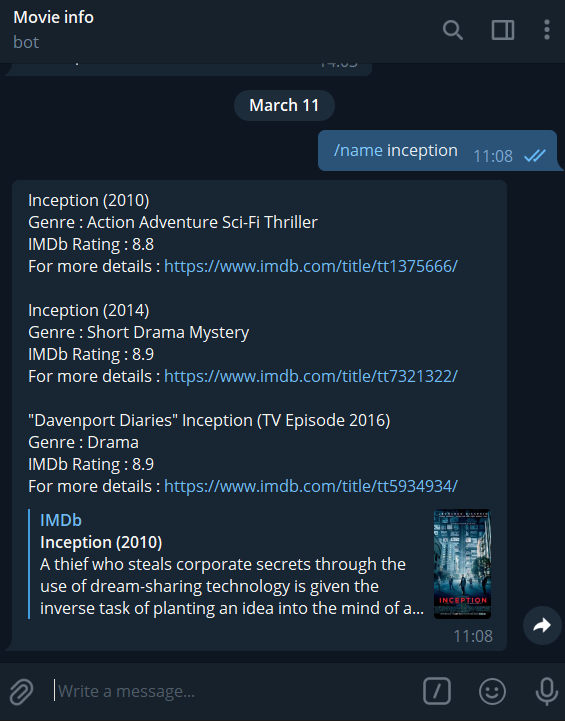 Movie info
bot
March 11
/name inception 11:08
Inception (2010)
Genre : Action Adventure Sci-Fi Thriller
IMDb Rating : 8.8
For more details : https://www.imdb.com/title/tt1375666/
Inception (2014)
Genre : Short Drama Mystery
IMDb Rating : 8.9
For more details : https://www.imdb.com/title/tt7321322/
"Davenport Diaries" Inception (TV Episode 2016)
Genre : Drama
IMDb Rating : 8.9
For more details : https://www.imdb.com/title/tt5934934/
IMDb
Inception (2010)
A thief who steals corporate secrets through the
use of dream-sharing technology is given the
inverse task of planting an idea into the mind of a...
INCEPTION
11:08
Write a message...